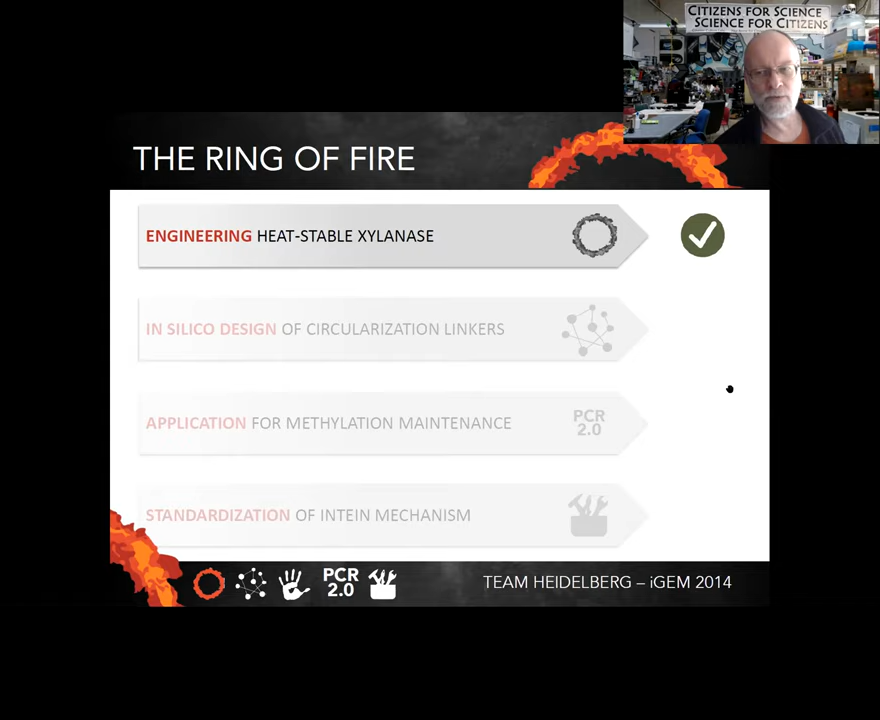 CITIZENS FOR SCIENCE
SCIENCE FOR CITIZENS
THE RING OF FIRE
ENGINEERING HEAT-STABLE XYLANASE
IN SILICO DESIGN OF CIRCULARIZATION LINKERS
APPLICATION FOR METHYLATION MAINTENANCE
PCR
2.0
STANDARDIZATION OF INTEIN MECHANISM
PCR
2.0
TEAM HEIDELBERG – iGEM 2014